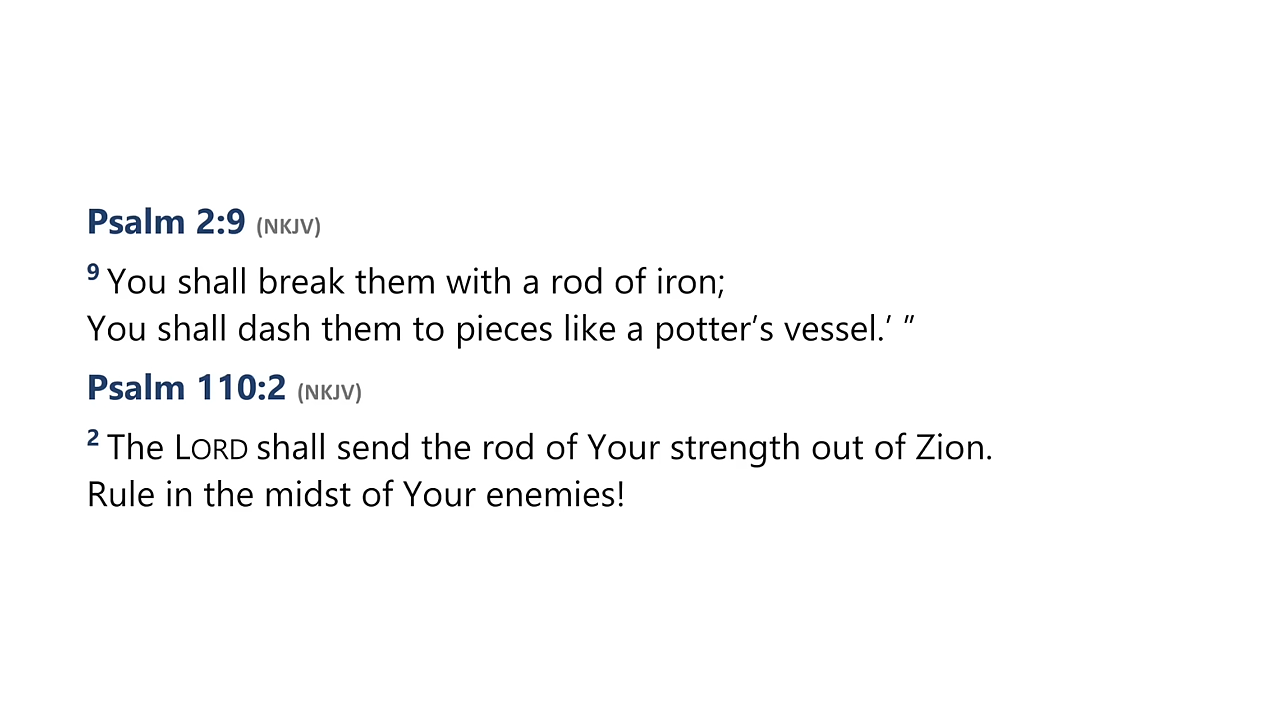 Psalm 2:9 (NKJV)
9 You shall break them with a rod of iron;
You shall dash them to pieces like a potter’s vessel.’ ”
Psalm 110:2 (NKJV)
2 The LORD shall send the rod of Your strength out of Zion.
Rule in the midst of Your enemies!